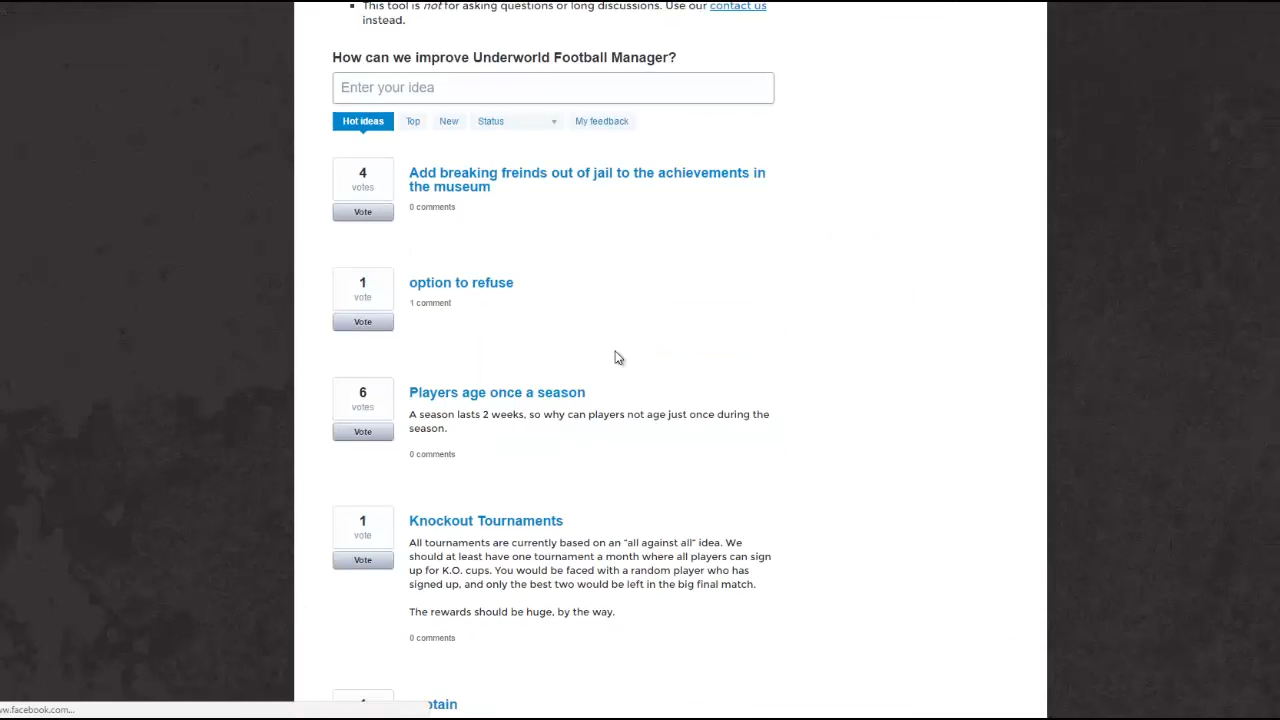 This tool is not for asking questions or long discussions. Use our contact us
instead.
How can we improve Underworld Football Manager?
Enter your idea
Hot ideas Top New Status My feedback
4
votes
Vote
Add breaking freinds out of jail to the achievements in
the museum
0 comments
1
vote
Vote
option to refuse
1 comment
6
votes
Vote
Players age once a season
A season lasts 2 weeks, so why can players not age just once during the
season.
0 comments
1
vote
Vote
Knockout Tournaments
All tournaments are currently based on an "all against all" idea. We
should at least have one tournament a month where all players can sign
up for K.O. cups. You would be faced with a random player who has
signed up, and only the best two would be left in the big final match.
The rewards should be huge, by the way.
0 comments